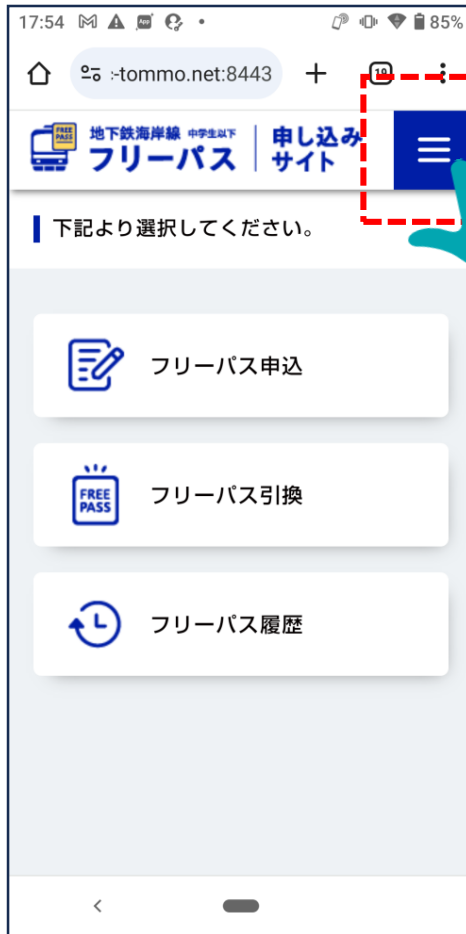 17:54
85%
:-tommo.net:8443
19
FREE PASS
地下鉄海岸線 中学生以下
フリーパス
申し込み
サイト
下記より選択してください。
フリーパス申込
FREE
PASS
フリーパス引換
フリーパス履歴